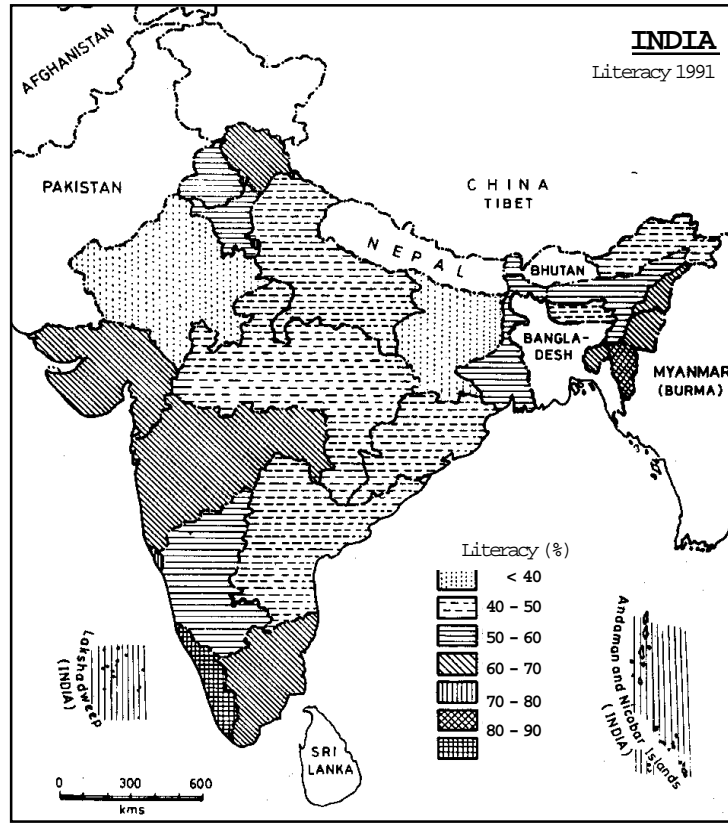 INDIA
Literacy 1991
AFGHANISTAN
PAKISTAN
CHINA
TIBET
NEPAL
BHUTAN
BANGLA-
DESH
MYANMAR
(BURMA)
Literacy (%)
< 40
40 - 50
50 - 60
60 - 70
70 - 80
80 - 90
Lakshadweep
(INDIA)
Andaman and Nicobar Islands
(INDIA)
SRI
LANKA
0 300 600
kms